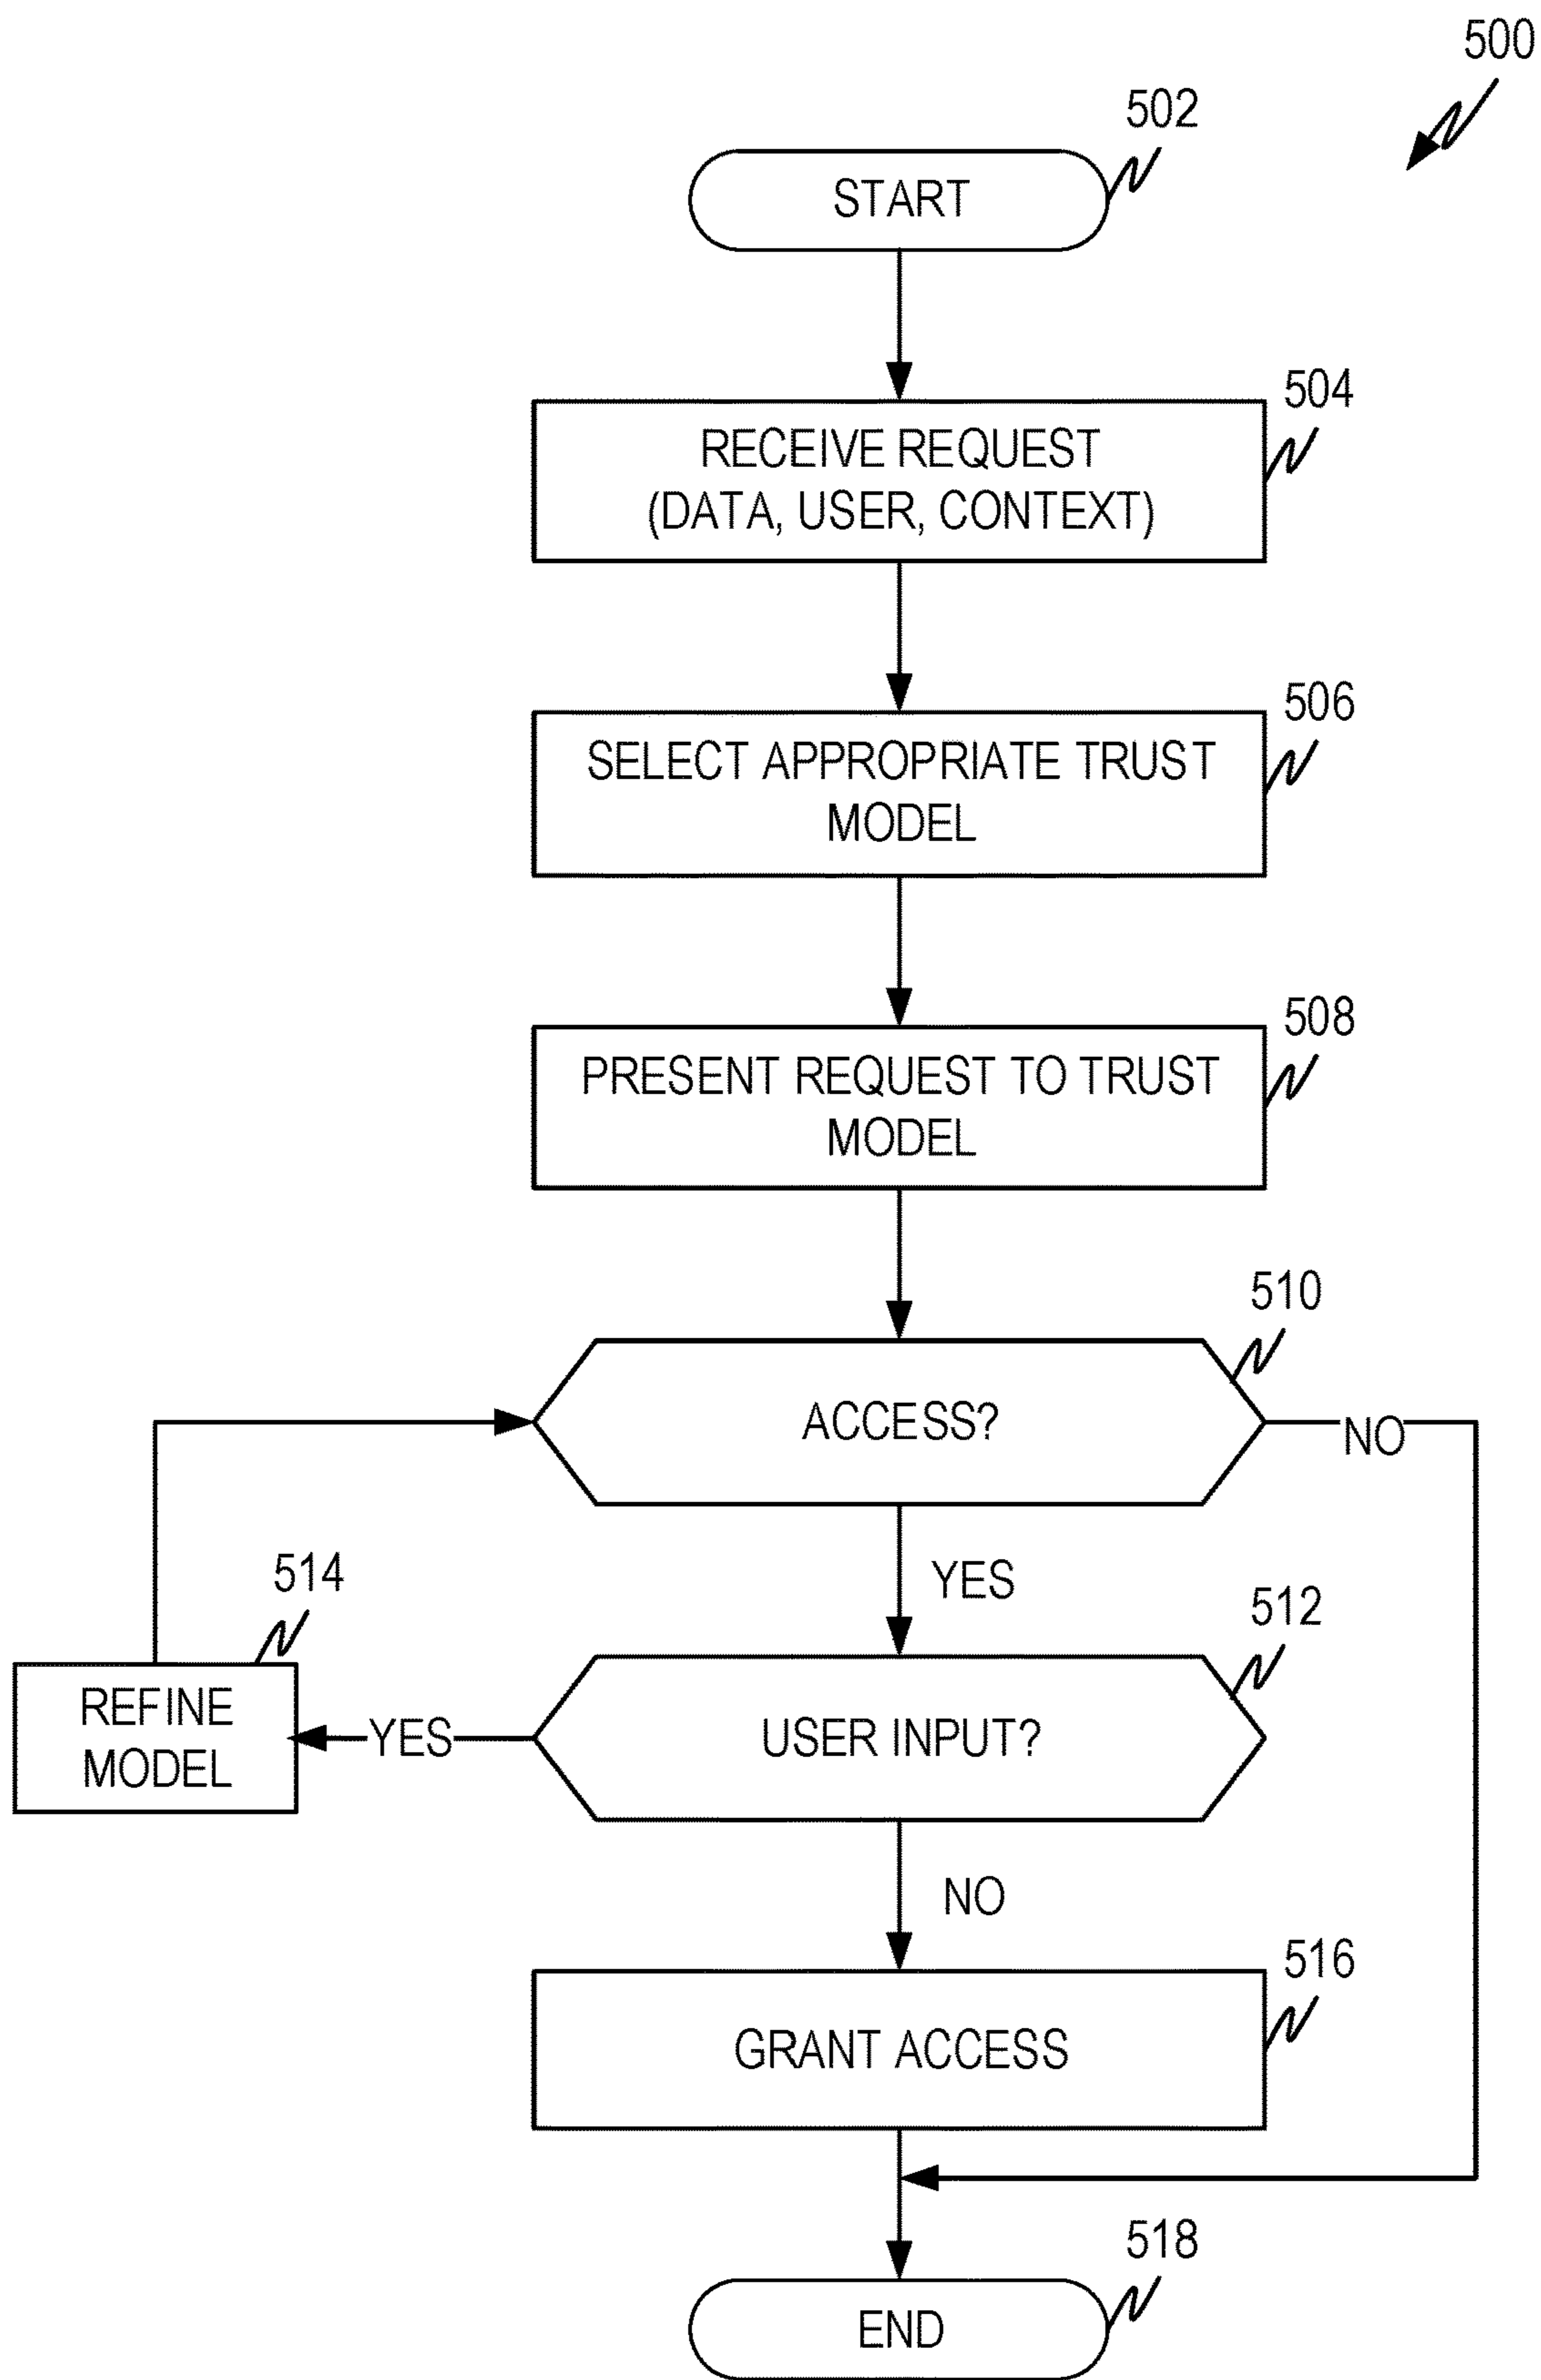 500
502
START
504
RECEIVE REQUEST
(DATA, USER, CONTEXT)
506
SELECT APPROPRIATE TRUST
MODEL
508
PRESENT REQUEST TO TRUST
MODEL
510
ACCESS?
NO
YES
514
512
REFINE
MODEL
YES
USER INPUT?
NO
516
GRANT ACCESS
518
END